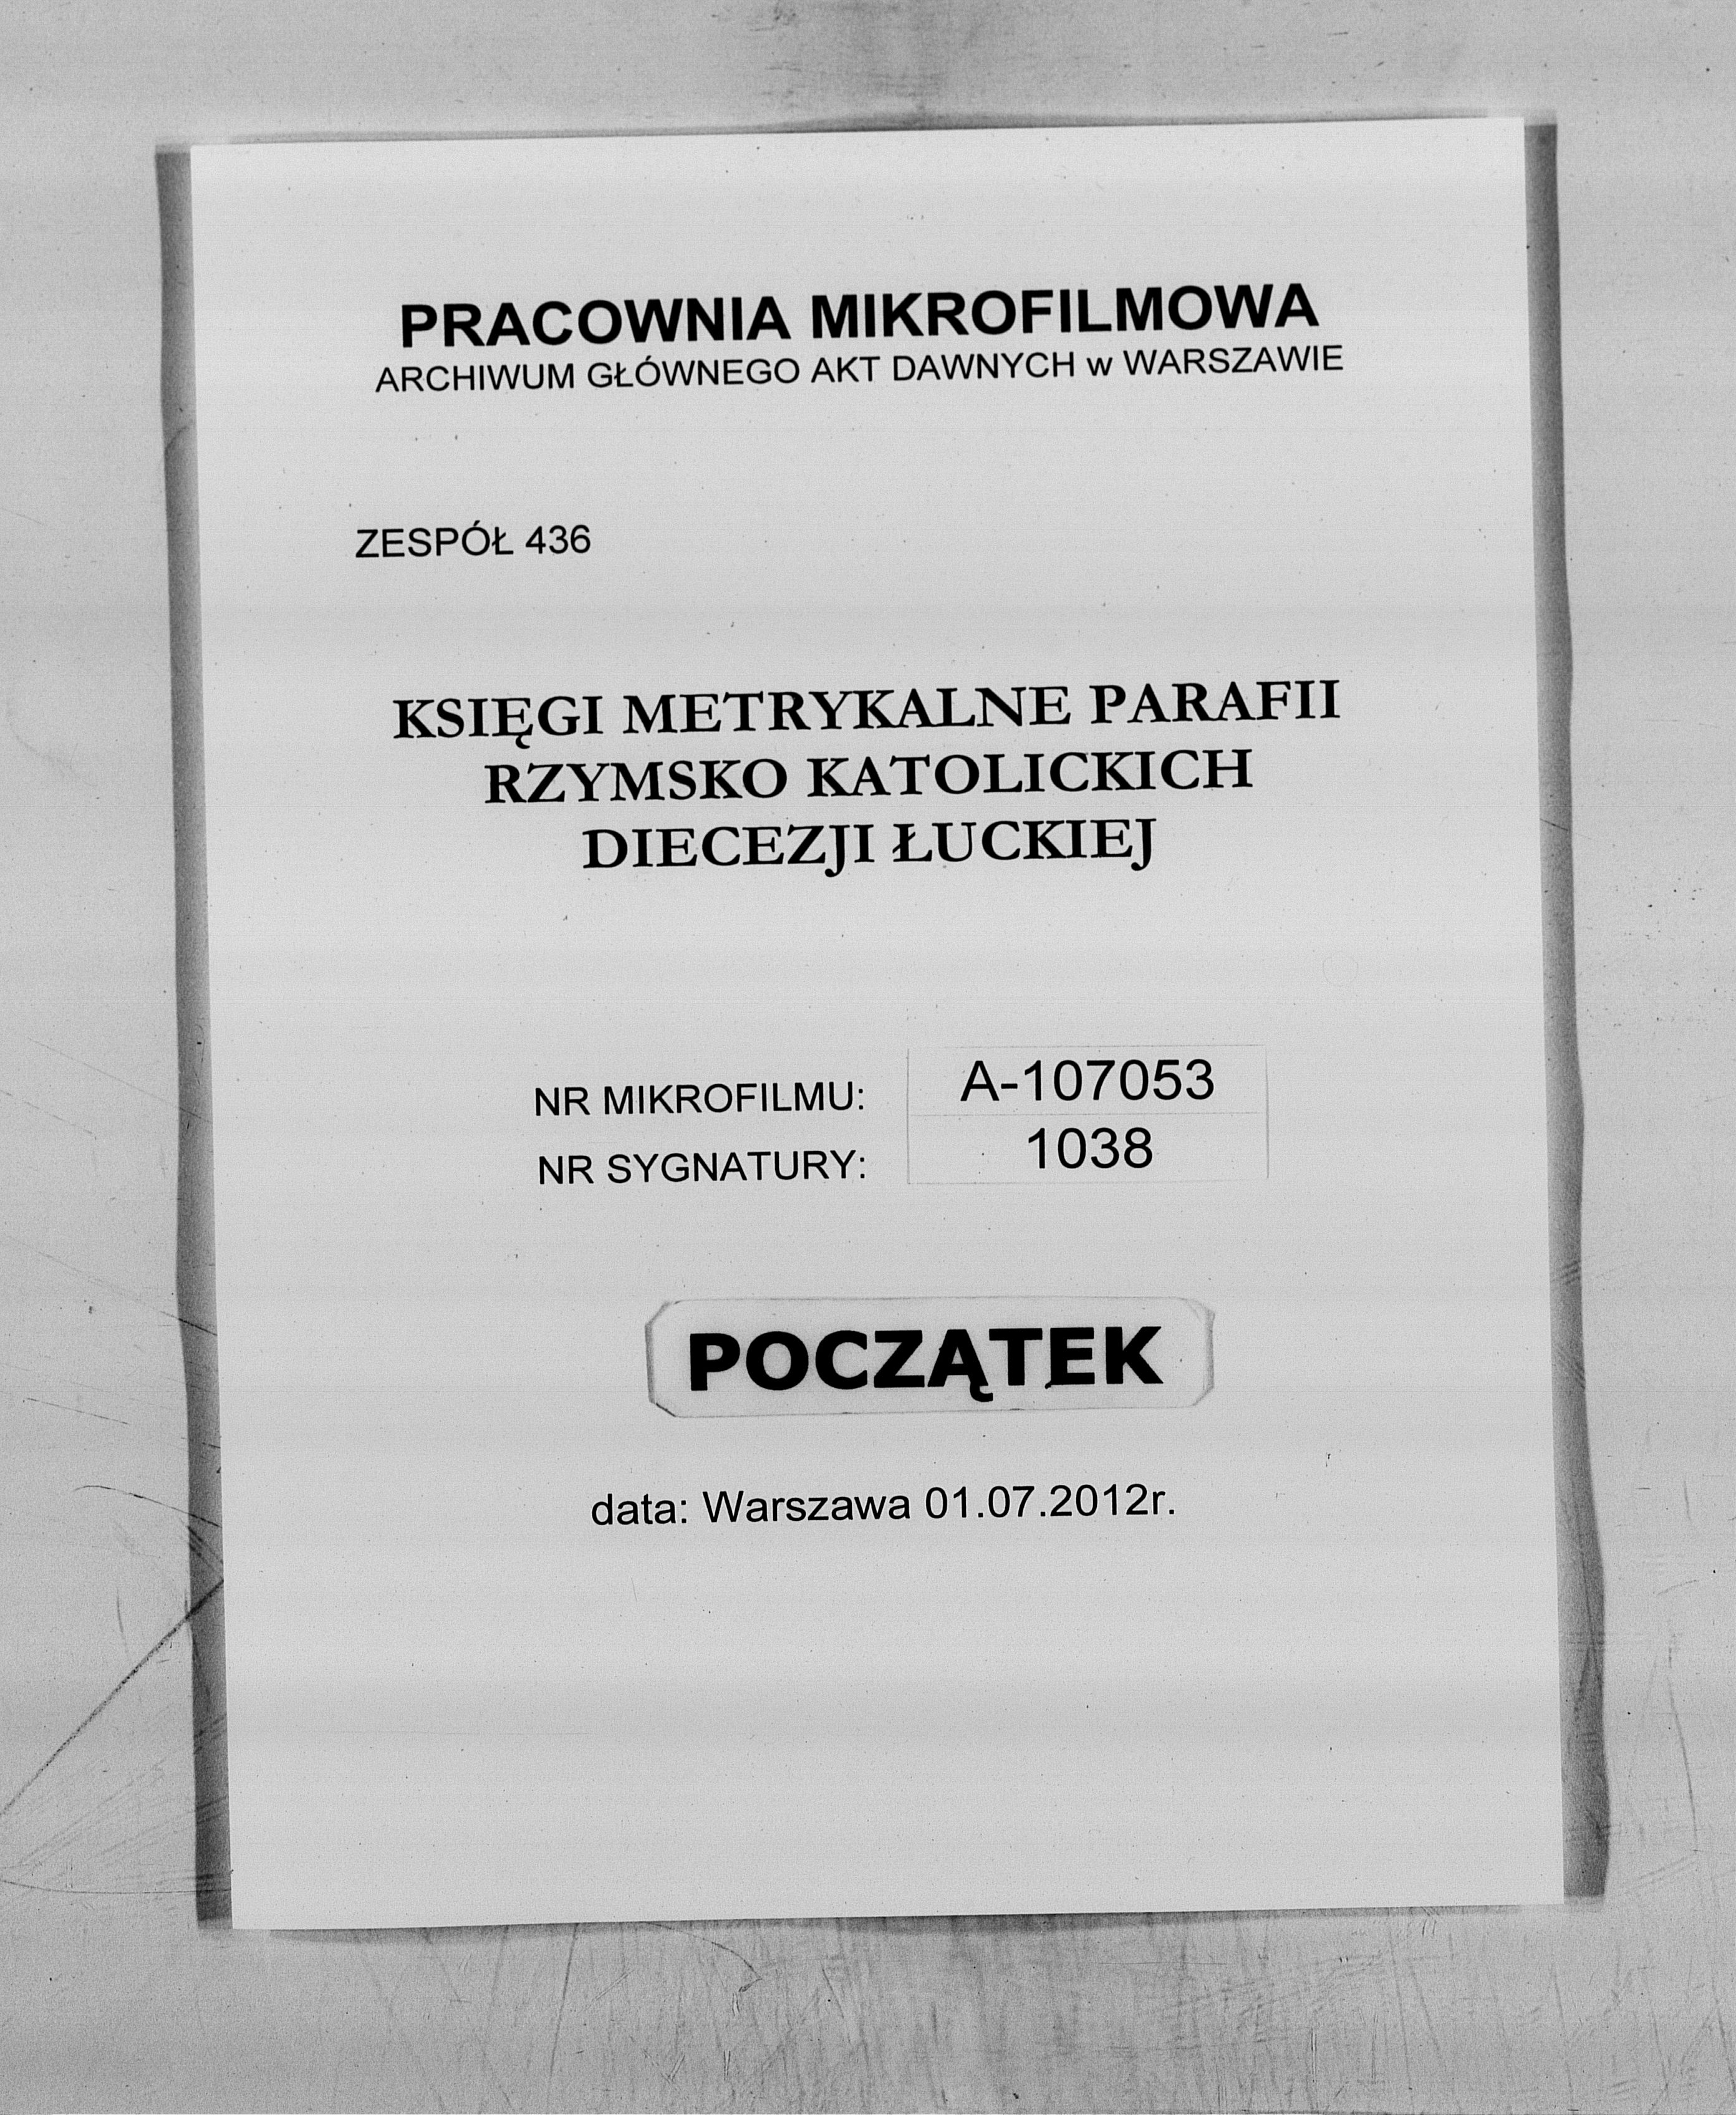 PRACOWNIA MIKROFILMOWA
ARCHIWUM GŁÓWNEGO AKT DAWNYCH w WARSZAWIE
ZESPÓŁ 436
KSIĘGI METRYKALNE PARAFII
RZYMSKO KATOLICKICH
DIECEZJI ŁUCKIEJ
NR MIKROFILMU: A-107053
NR SYGNATURY: 1038
POCZĄTEK
data: Warszawa 01.07.2012r.